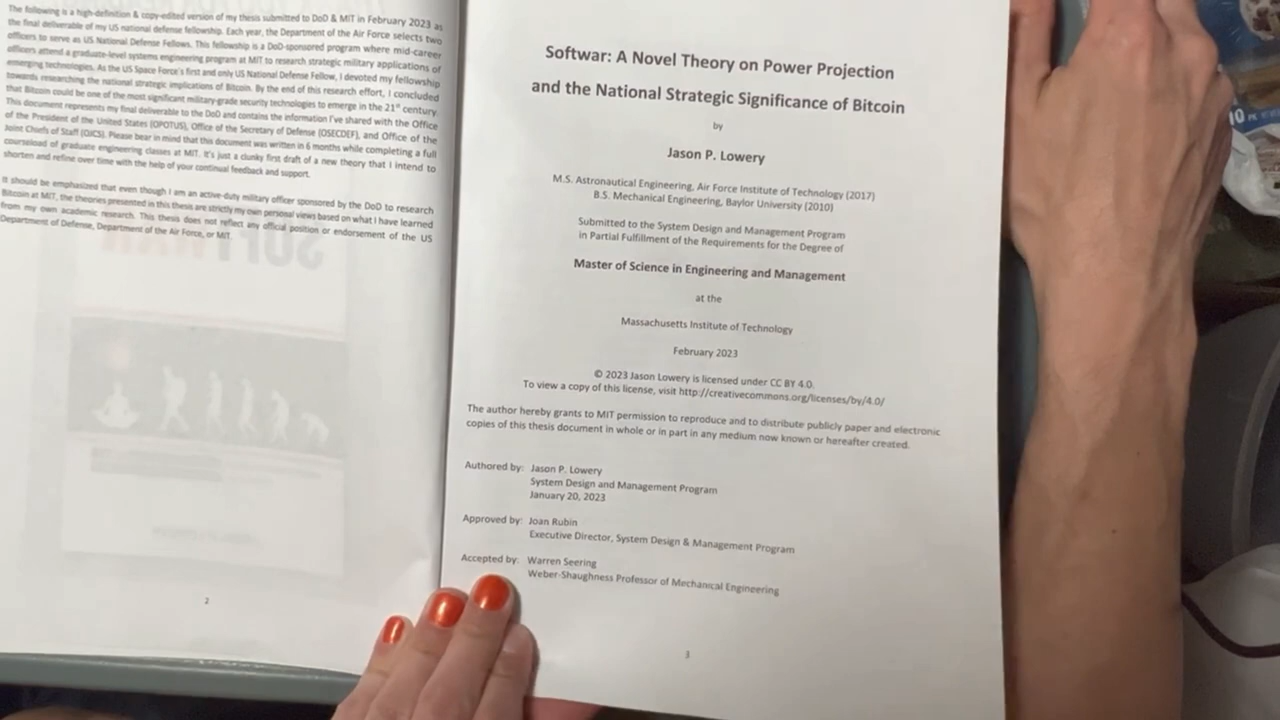 The following is a high-definition & copy-edited version of my thesis submitted to DoD & MIT in February 2023 as
the final deliverable of my US national defense fellowship. Each year, the Department of the Air Force selects two
officers to serve as US National Defense Fellows. This fellowship is a DoD-sponsored program where mid-career
officers attend a graduate-level systems engineering program at MIT to research strategic military applications of
emerging technologies. As the US Space Force's first and only US National Defense Fellow, I devoted my fellowship
towards researching the national strategic implications of Bitcoin. By the end of this research effort, I concluded
that Bitcoin could be one of the most significant military-grade security technologies to emerge in the 21st century.
This document represents my final deliverable to the DoD and contains the information I've shared with the Office
of the President of the United States (OPOTUS), Office of the Secretary of Defense (OSECDEF), and Office of the
Joint Chiefs of Staff (OJCS). Please bear in mind that this document was written in 6 months while completing a full
courseload of graduate engineering classes at MIT. It's just a clunky first draft of a new theory that I intend to
shorten and refine over time with the help of your continual feedback and support.
It should be emphasized that even though I am an active-duty military officer sponsored by the DoD to research
Bitcoin at MIT, the theories presented in this thesis are strictly my own personal views based on what I have learned
from my own academic research. This thesis does not reflect any official position or endorsement of the US
Department of Defense, Department of the Air Force, or MIT.
2
Softwar: A Novel Theory on Power Projection
and the National Strategic Significance of Bitcoin
by
Jason P. Lowery
M.S. Astronautical Engineering, Air Force Institute of Technology (2017)
B.S. Mechanical Engineering, Baylor University (2010)
Submitted to the System Design and Management Program
in Partial Fulfillment of the Requirements for the Degree of
Master of Science in Engineering and Management
at the
Massachusetts Institute of Technology
February 2023
© 2023 Jason Lowery is licensed under CC BY 4.0.
To view a copy of this license, visit http://creativecommons.org/licenses/by/4.0/
The author hereby grants to MIT permission to reproduce and to distribute publicly paper and electronic
copies of this thesis document in whole or in part in any medium now known or hereafter created.
Authored by: Jason P. Lowery
System Design and Management Program
January 20, 2023
Approved by: Joan Rubin
Executive Director, System Design & Management Program
Accepted by: Warren Seering
Weber-Shaughness Professor of Mechanical Engineering
3